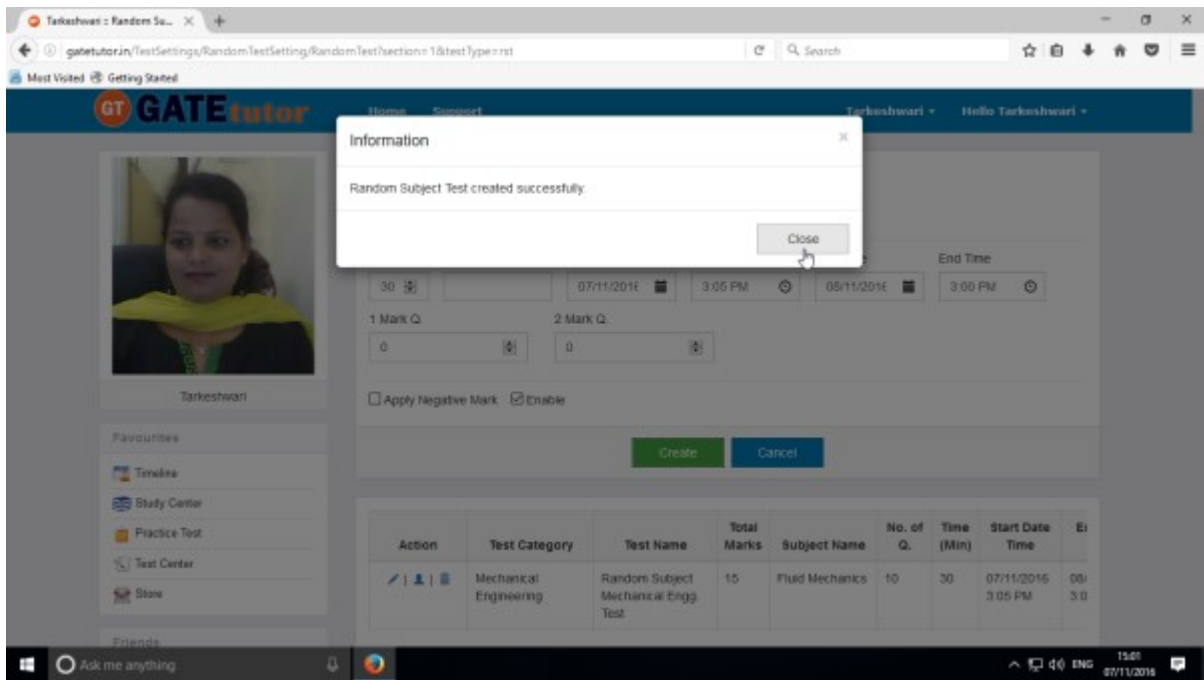 Tarkeshwari :: Random Su...
gatetutor.in/TestSettings/RandomTestSetting/RandomTest?section=1&testType=rst
Search
Most Visited Getting Started
GT GATEtutor Home Support Tarkeshwari Hello Tarkeshwari
Information
Random Subject Test created successfully.
Close
End Time
30 07/11/2016 3:05 PM 08/11/2016 3:00 PM
1 Mark Q. 2 Mark Q.
0 0
Tarkeshwari
Apply Negative Mark Enable
Create Cancel
Favourites
Timeline
Study Center
Practice Test
Test Center
Store
Friends
Action Test Category Test Name Total Marks Subject Name No. of Q. Time (Min) Start Date Time
Mechanical Engineering Random Subject Mechanical Engg. Test 15 Fluid Mechanics 10 30 07/11/2016 3:05 PM
Ask me anything
ENG 15:01
07/11/2016